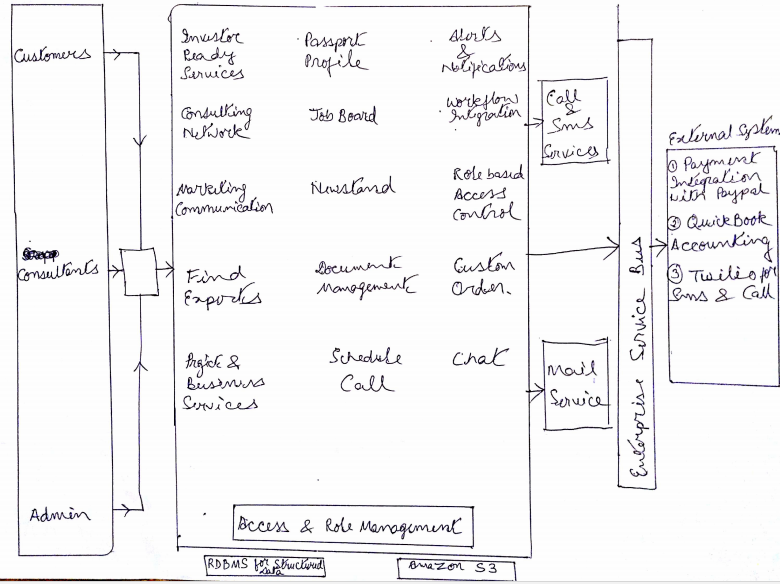 Customers
Consultants
Admin
Investor
Ready
Services
Passport
Profile
Alerts
&
Notifications
Consulting
Network
Job Board
Workflow
Integration
Marketing
Communication
Newstand
Role based
Access
Control
Find
Experts
Document
Management
Custom
Order.
Project &
Business
Services
Schedule
Call
Chat
Access & Role Management
RDBMS for Structured
Data
Amazon S3
Call
&
Sms
Services
Mail
Service
Enterprise Service Bus
External System
① Payment
Integration
with Paypal
② QuickBook
Accounting
③ Twilio for
Sms & Call